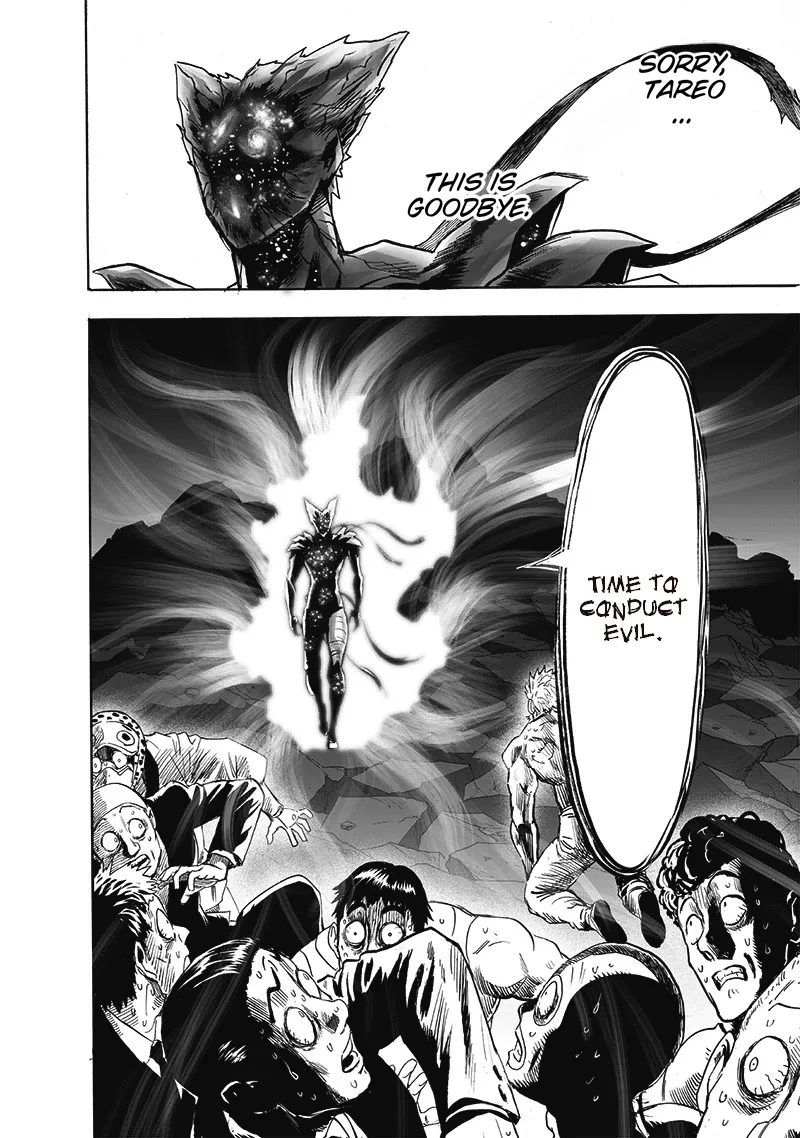 SORRY,
TAREO
...
THIS IS
GOODBYE.
TIME TO
CONDUCT
EVIL.